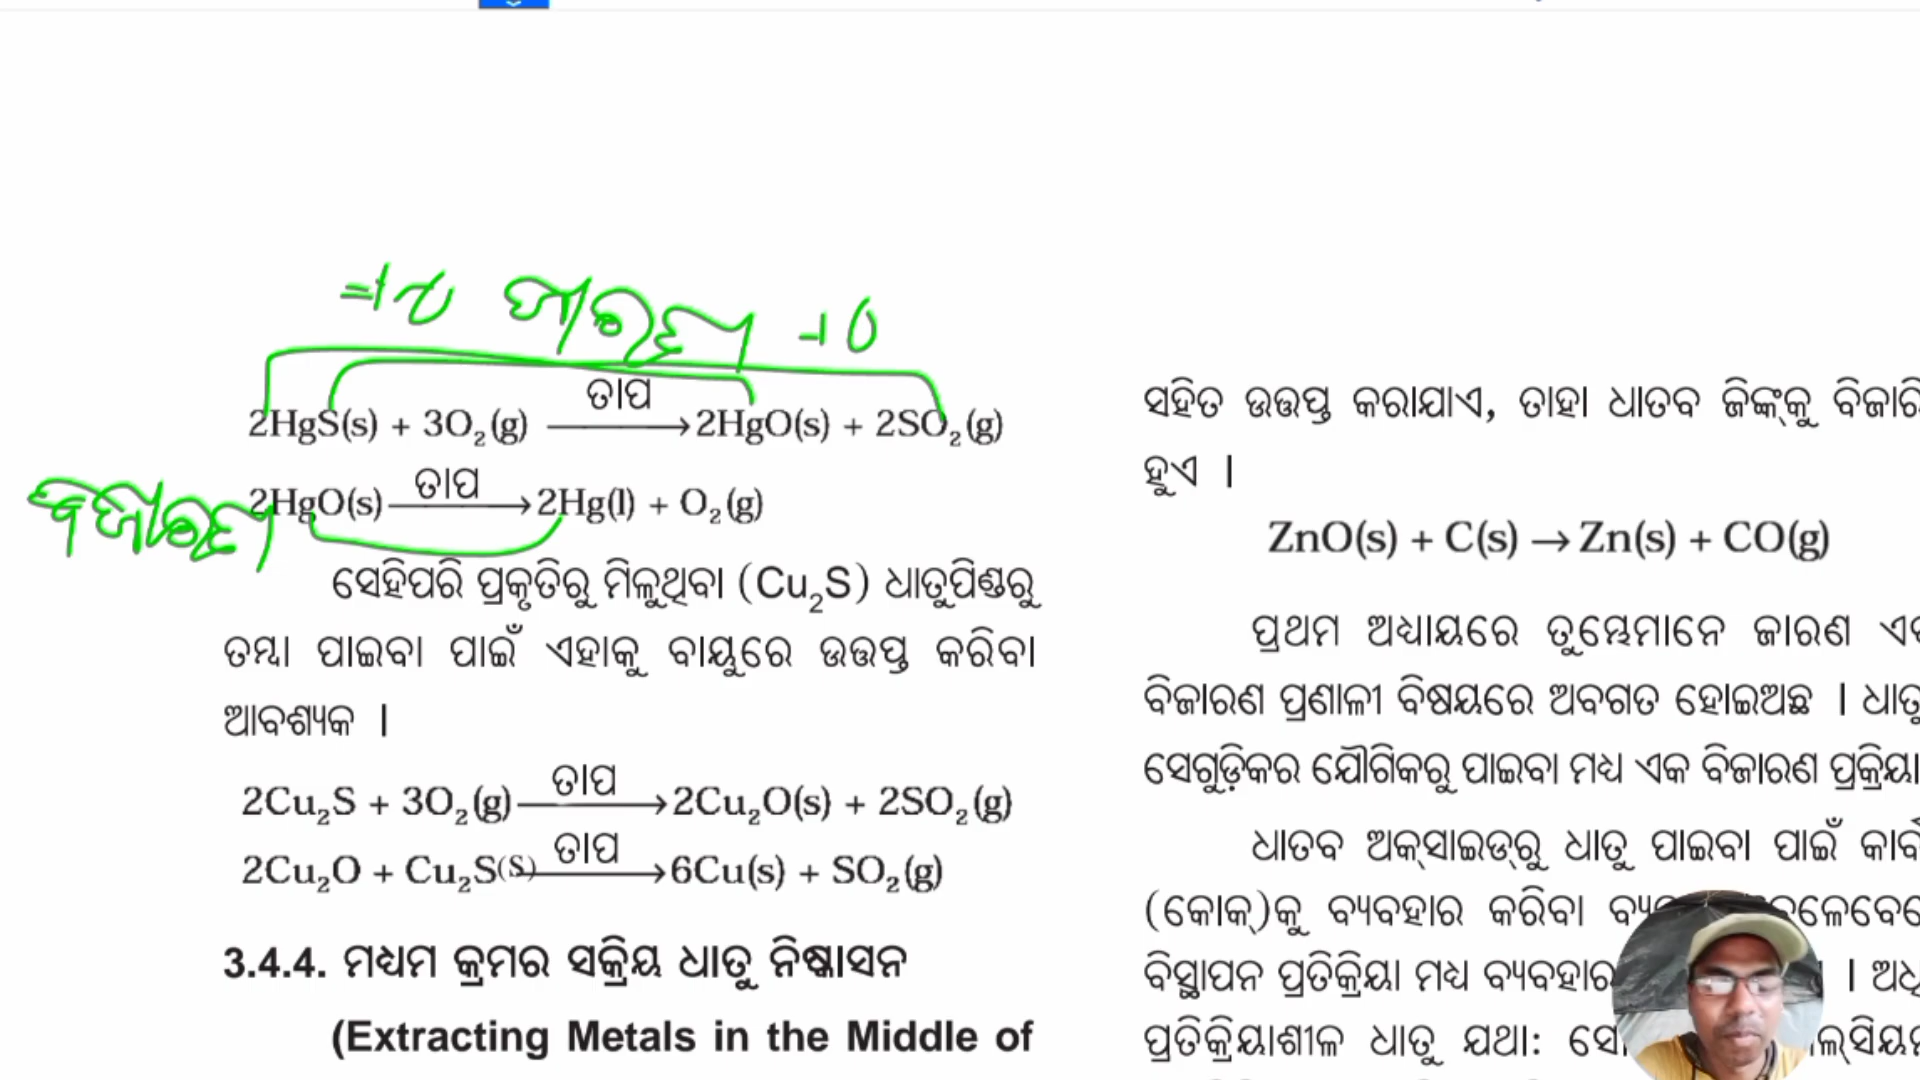 ଜାରଣ
2HgS(s) + 3O₂(g) ତାପ → 2HgO(s) + 2SO₂(g)
ବିଜାରଣ
2HgO(s) ତାପ → 2Hg(l) + O₂(g)
ସେହିପରି ପ୍ରକୃତିରୁ ମିଳୁଥିବା (Cu₂S) ଧାତୁପିଣ୍ଡରୁ
ତମ୍ବା ପାଇବା ପାଇଁ ଏହାକୁ ବାୟୁରେ ଉତ୍ତପ୍ତ କରିବା
ଆବଶ୍ୟକ ।
2Cu₂S + 3O₂(g) ତାପ → 2Cu₂O(s) + 2SO₂(g)
2Cu₂O + Cu₂S(S) ତାପ → 6Cu(s) + SO₂(g)
3.4.4. ମଧ୍ୟମ କ୍ରମର ସକ୍ରିୟ ଧାତୁ ନିଷ୍କାସନ
(Extracting Metals in the Middle of
ସହିତ ଉତ୍ତପ୍ତ କରାଯାଏ, ତାହା ଧାତବ ଜିଙ୍କ୍‌କୁ
ହୁଏ ।
ZnO(s) + C(s) → Zn(s) + CO(g)
ପ୍ରଥମ ଅଧ୍ୟାୟରେ ତୁମ୍ଭେମାନେ ଜାରଣ
ବିଜାରଣ ପ୍ରଣାଳୀ ବିଷୟରେ ଅବଗତ ହୋଇଅଛ ।
ସେଗୁଡ଼ିକର ଯୌଗିକରୁ ପାଇବା ମଧ୍ୟ ଏକ ବିଜାରଣ ପ୍ରକ୍ରିୟା
ଧାତବ ଅକ୍‌ସାଇଡ୍‌ରୁ ଧାତୁ ପାଇବା ପାଇଁ
(କୋକ୍)କୁ ବ୍ୟବହାର କରିବା
ବିସ୍ଥାପନ ପ୍ରତିକ୍ରିୟା ମଧ୍ୟ ବ୍ୟବହାର ।
ପ୍ରତିକ୍ରିୟାଶୀଳ ଧାତୁ ଯଥା: